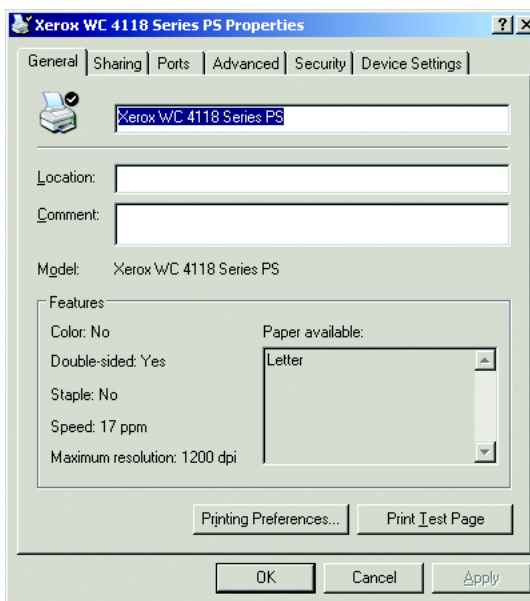 Xerox WC 4118 Series PS Properties
General Sharing Ports Advanced Security Device Settings
Xerox WC 4118 Series PS
Location:
Comment:
Model: Xerox WC 4118 Series PS
Features
Color: No
Paper available:
Double-sided: Yes
Letter
Staple: No
Speed: 17 ppm
Maximum resolution: 1200 dpi
Printing Preferences... Print Test Page
OK Cancel Apply